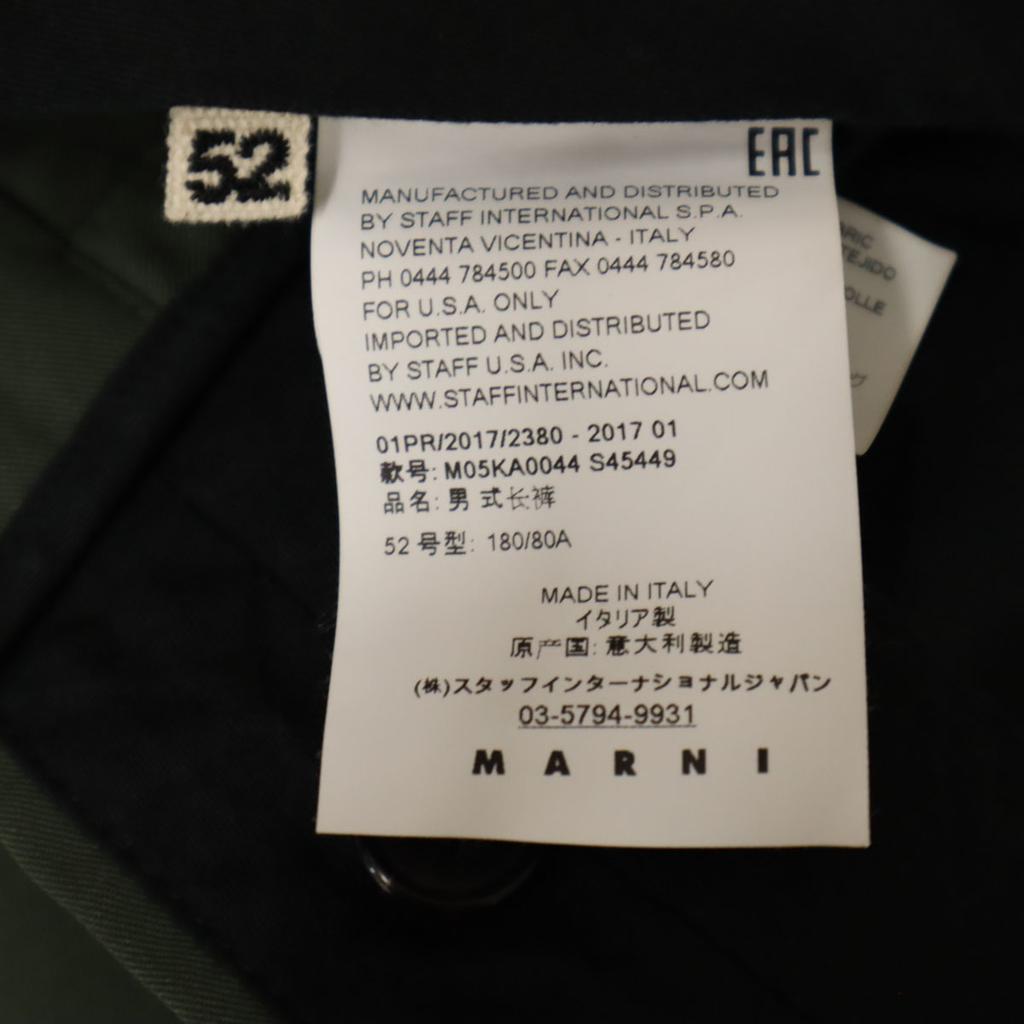 52
EAC
MANUFACTURED AND DISTRIBUTED
BY STAFF INTERNATIONAL S.P.A.
NOVENTA VICENTINA - ITALY
PH 0444 784500 FAX 0444 784580
FOR U.S.A. ONLY
IMPORTED AND DISTRIBUTED
BY STAFF U.S.A. INC.
WWW.STAFFINTERNATIONAL.COM
01PR/2017/2380 - 2017 01
款号: M05KA0044 S45449
品名: 男 式长裤
52 号型: 180/80A
MADE IN ITALY
イタリア製
原产国: 意大利製造
(株)スタッフインターナショナルジャパン
03-5794-9931
MARNI